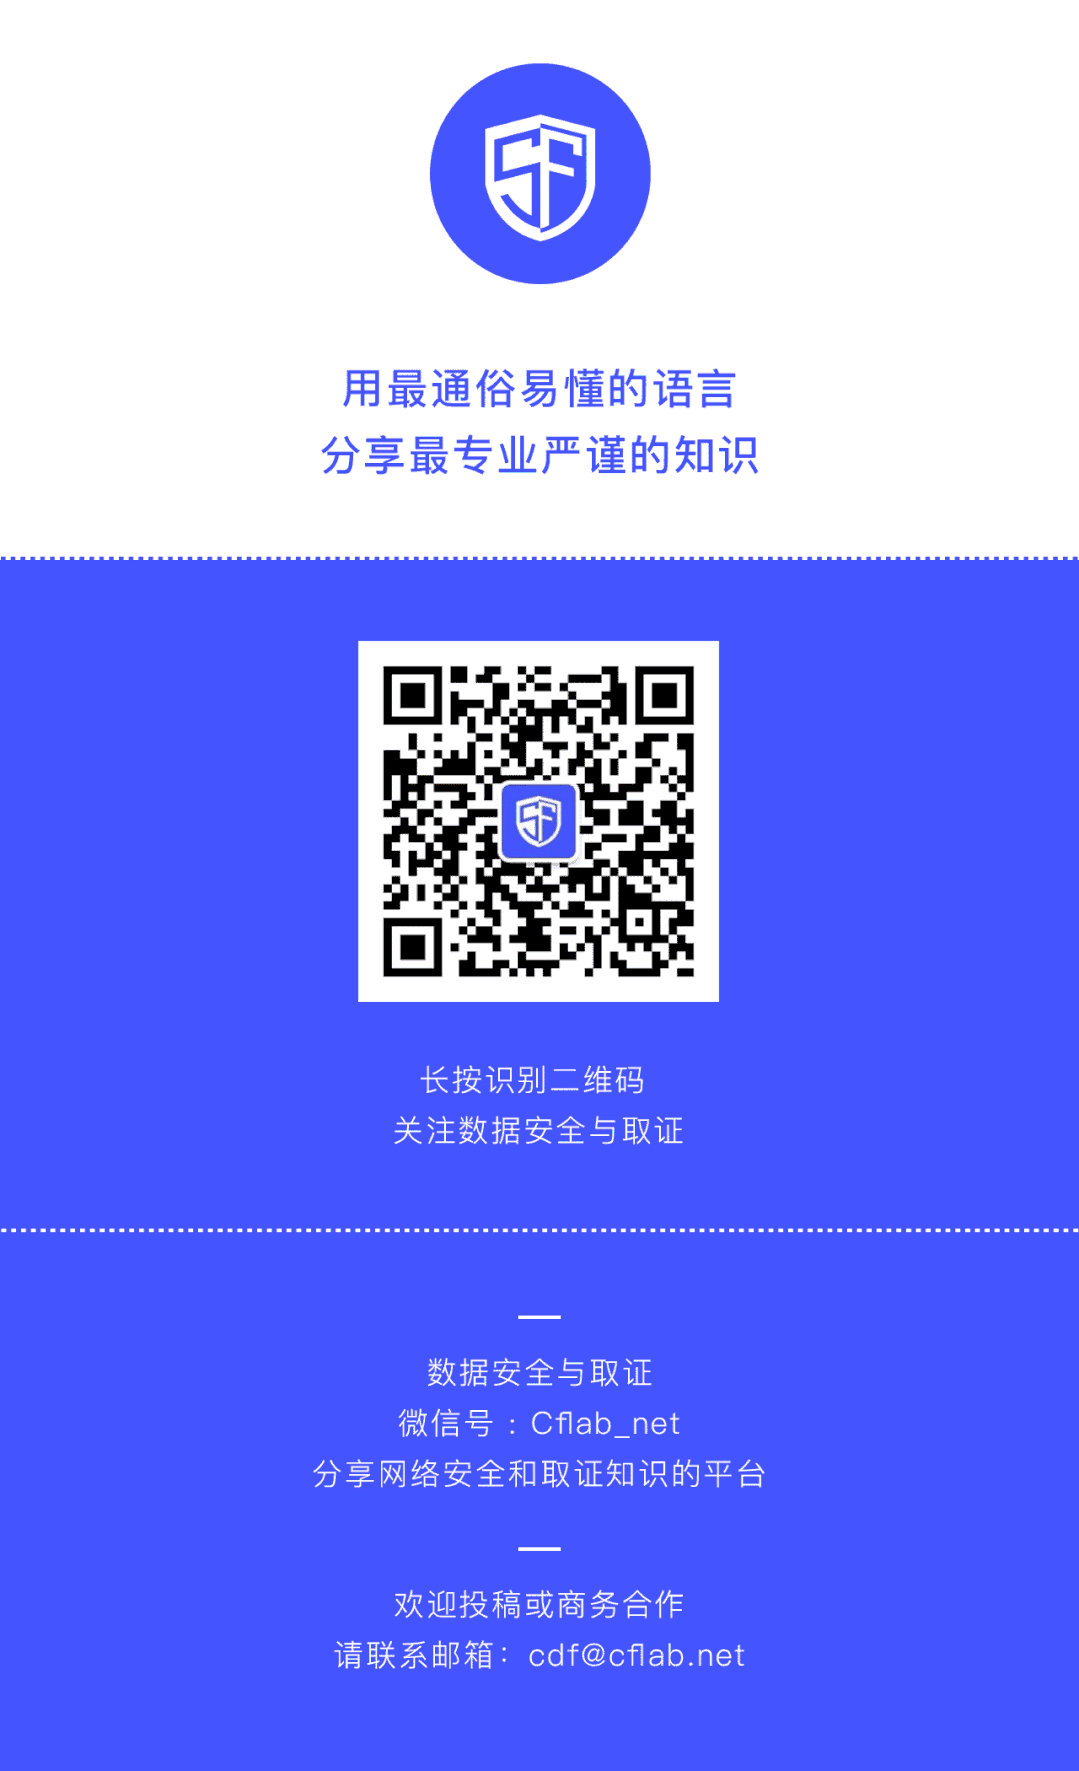 SF
用最通俗易懂的语言
分享最专业严谨的知识
SF
长按识别二维码
关注数据安全与取证
数据安全与取证
微信号：Cflab_net
分享网络安全和取证知识的平台
欢迎投稿或商务合作
请联系邮箱：cdf@cflab.net